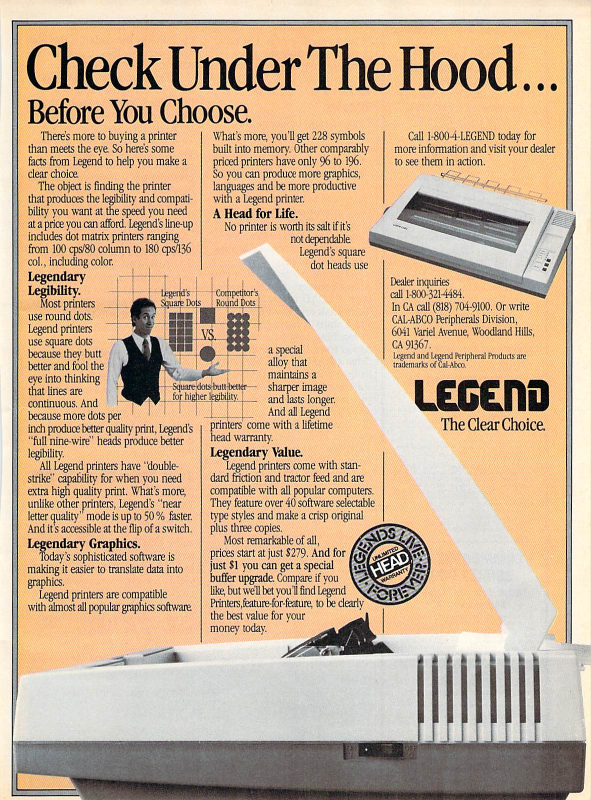 Check Under The Hood...
Before You Choose.
There's more to buying a printer
than meets the eye. So here's some
facts from Legend to help you make a
clear choice.
The object is finding the printer
that produces the legibility and compati-
bility you want at the speed you need
at a price you can afford. Legend's line-up
includes dot matrix printers ranging
from 100 cps/80 column to 180 cps/136
col., including color.
Legendary
Legibility.
Most printers
use round dots.
Legend printers
use square dots
because they butt
better and fool the
eye into thinking
that lines are
continuous. And
because more dots per
inch produce better quality print, Legend's
"full nine-wire" heads produce better
legibility.
All Legend printers have "double-
strike" capability for when you need
extra high quality print. What's more,
unlike other printers, Legend's "near
letter quality" mode is up to 50% faster.
And it's accessible at the flip of a switch.
Legendary Graphics.
Today's sophisticated software is
making it easier to translate data into
graphics.
Legend printers are compatible
with almost all popular graphics software.
Legend's
Square Dots
Competitor's
Round Dots
VS.
Square dots butt better
for higher legibility.
What's more, you'll get 228 symbols
built into memory. Other comparably
priced printers have only 96 to 196.
So you can produce more graphics,
languages and be more productive
with a Legend printer.
A Head for Life.
No printer is worth its salt if it's
not dependable.
Legend's square
dot heads use
a special
alloy that
maintains a
sharper image
and lasts longer.
And all Legend
printers come with a lifetime
head warranty.
Legendary Value.
Legend printers come with stan-
dard friction and tractor feed and are
compatible with all popular computers.
They feature over 40 software selectable
type styles and make a crisp original
plus three copies.
Most remarkable of all,
prices start at just $279. And for
just $1 you can get a special
buffer upgrade. Compare if you
like, but we'll bet you'll find Legend
Printers, feature-for-feature, to be clearly
the best value for your
money today.
LEGENDS LIVE
UNLIMITED
HEAD
WARRANTY
FOREVER
Call 1-800-4-LEGEND today for
more information and visit your dealer
to see them in action.
Dealer inquiries
call 1-800-321-4484.
In CA call (818) 704-9100. Or write
CAL-ABCO Peripherals Division,
6041 Variel Avenue, Woodland Hills,
CA 91367.
Legend and Legend Peripheral Products are
trademarks of Cal-Abco.
LEGEND
The Clear Choice.